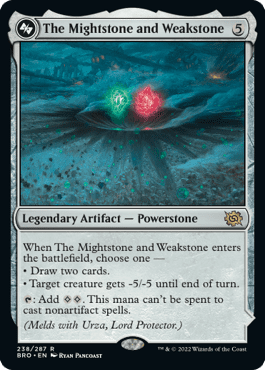 The Mightstone and Weakstone 5
Legendary Artifact — Powerstone
When The Mightstone and Weakstone enters
the battlefield, choose one —
• Draw two cards.
• Target creature gets -5/-5 until end of turn.
: Add . This mana can't be spent to
cast nonartifact spells.
(Melds with Urza, Lord Protector.)
238/287 R
BRO • EN Ryan Pancoast
™ & © 2022 Wizards of the Coast